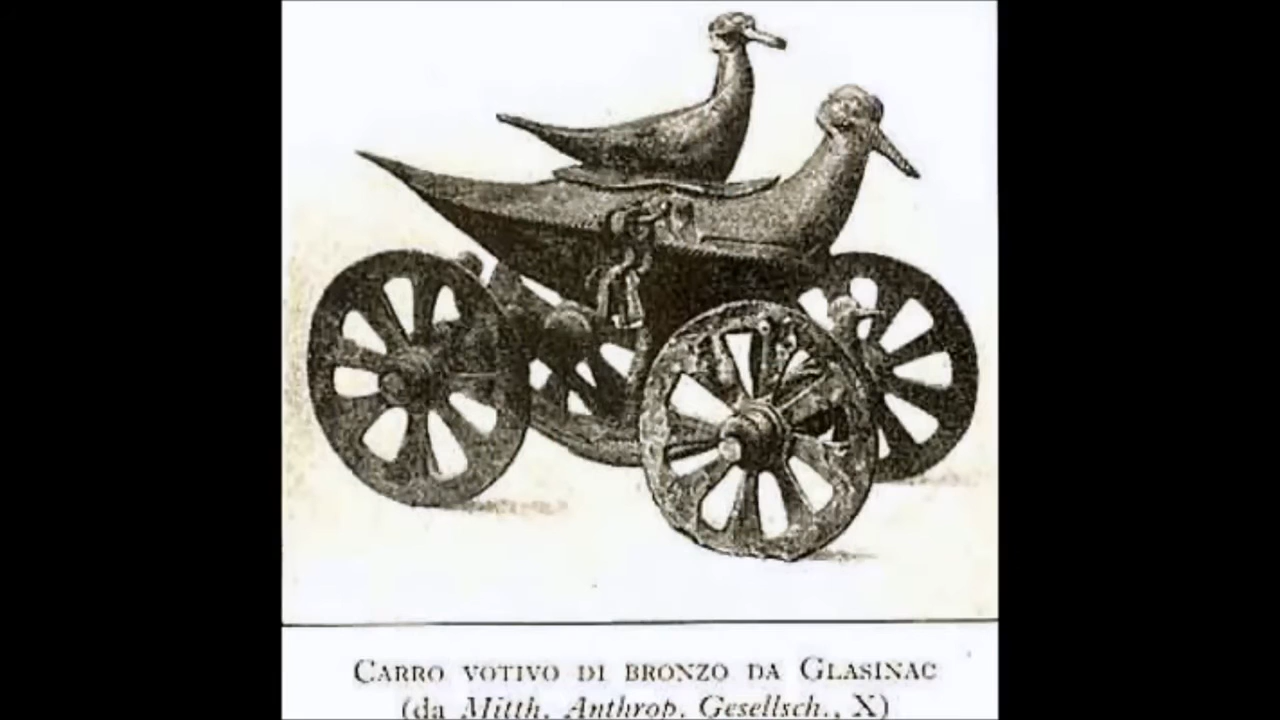 CARRO VOTIVO DI BRONZO DA GLASINAC
(da Mitth. Anthrop. Gesellsch., X)